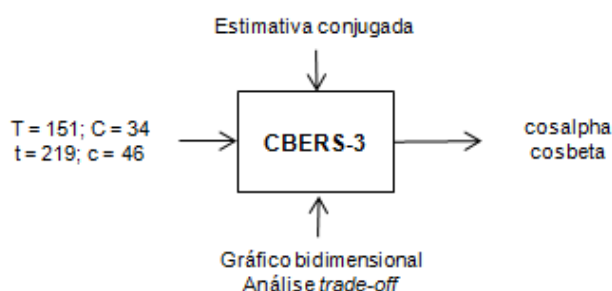 Estimativa conjugada
T = 151; C = 34
t = 219; c = 46
CBERS-3
cosalpha
cosbeta
Gráfico bidimensional
Análise trade-off